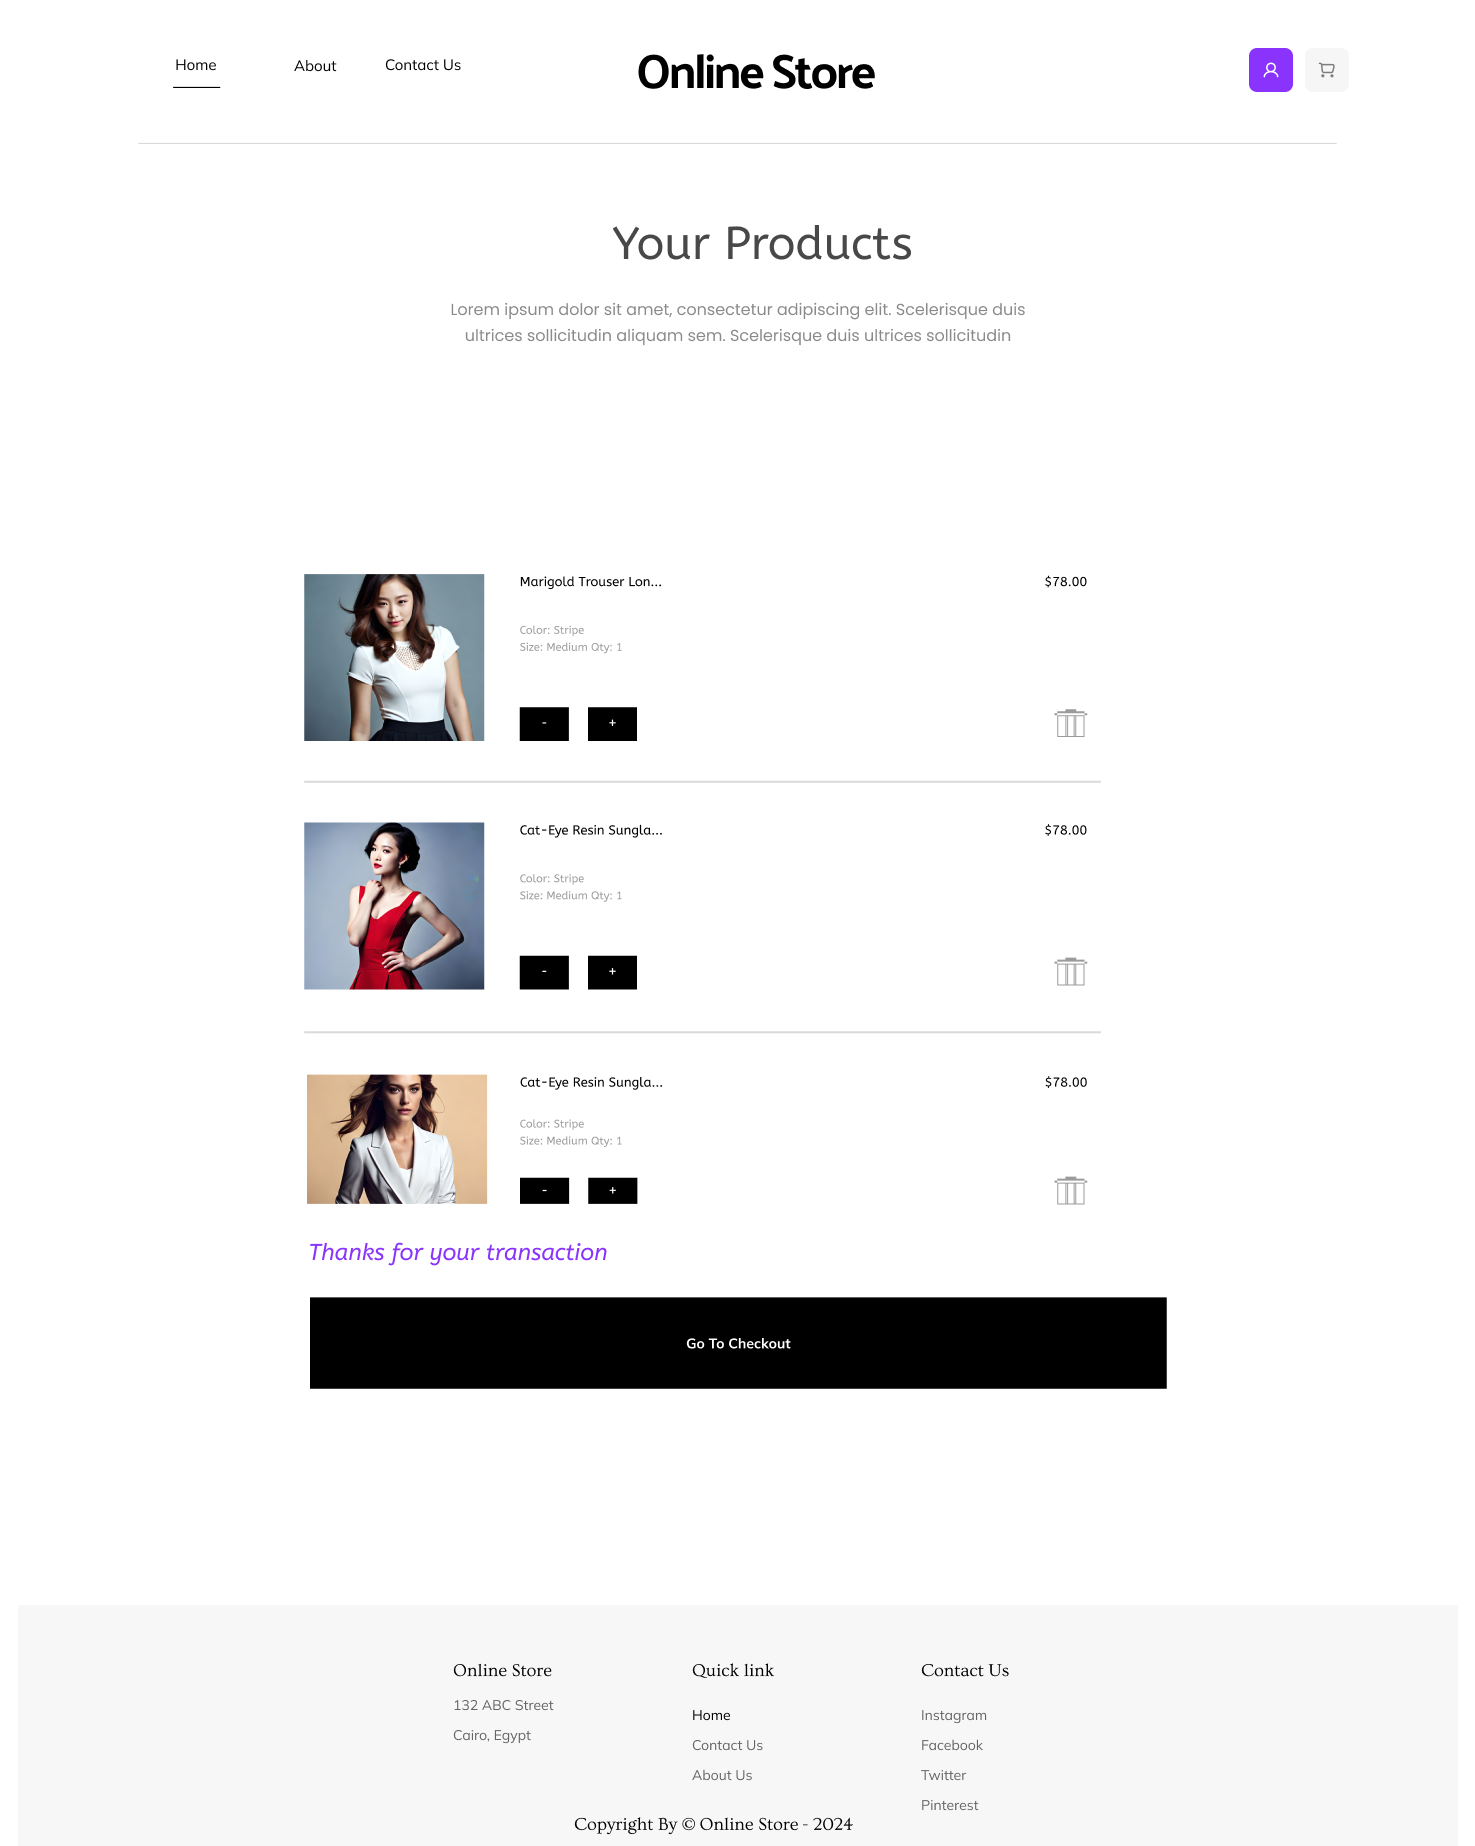 Home
About
Contact Us
Online Store
Your Products
Lorem ipsum dolor sit amet, consectetur adipiscing elit. Scelerisque duis
ultrices sollicitudin aliquam sem. Scelerisque duis ultrices sollicitudin
Marigold Trouser Lon...
$78.00
Color: Stripe
Size: Medium Qty: 1
-
+
Cat-Eye Resin Sungla...
$78.00
Color: Stripe
Size: Medium Qty: 1
-
+
Cat-Eye Resin Sungla...
$78.00
Color: Stripe
Size: Medium Qty: 1
-
+
Thanks for your transaction
Go To Checkout
Online Store
132 ABC Street
Cairo, Egypt
Quick link
Home
Contact Us
About Us
Contact Us
Instagram
Facebook
Twitter
Pinterest
Copyright By © Online Store - 2024